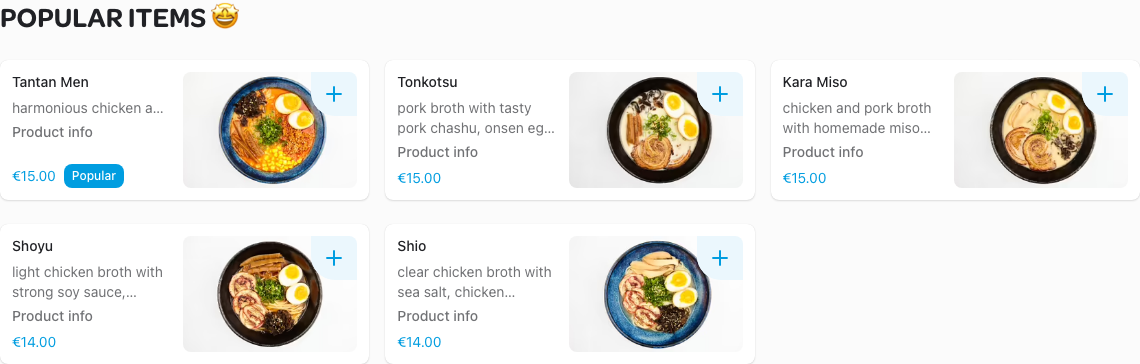 POPULAR ITEMS 🤩
Tantan Men
harmonious chicken a...
Product info
€15.00 Popular
Tonkotsu
pork broth with tasty
pork chashu, onsen eg...
Product info
€15.00
Kara Miso
chicken and pork broth
with homemade miso...
Product info
€15.00
Shoyu
light chicken broth with
strong soy sauce,...
Product info
€14.00
Shio
clear chicken broth with
sea salt, chicken...
Product info
€14.00